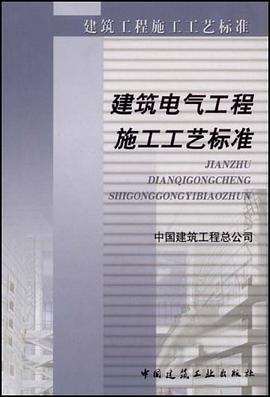 建筑工程施工工艺标准
建筑电气工程
施工工艺标准
JIANZHU
DIANQIGONGCHENG
SHIGONGGONGYIBIAOZHUN
中国建筑工程总公司
中国建筑工业出版社